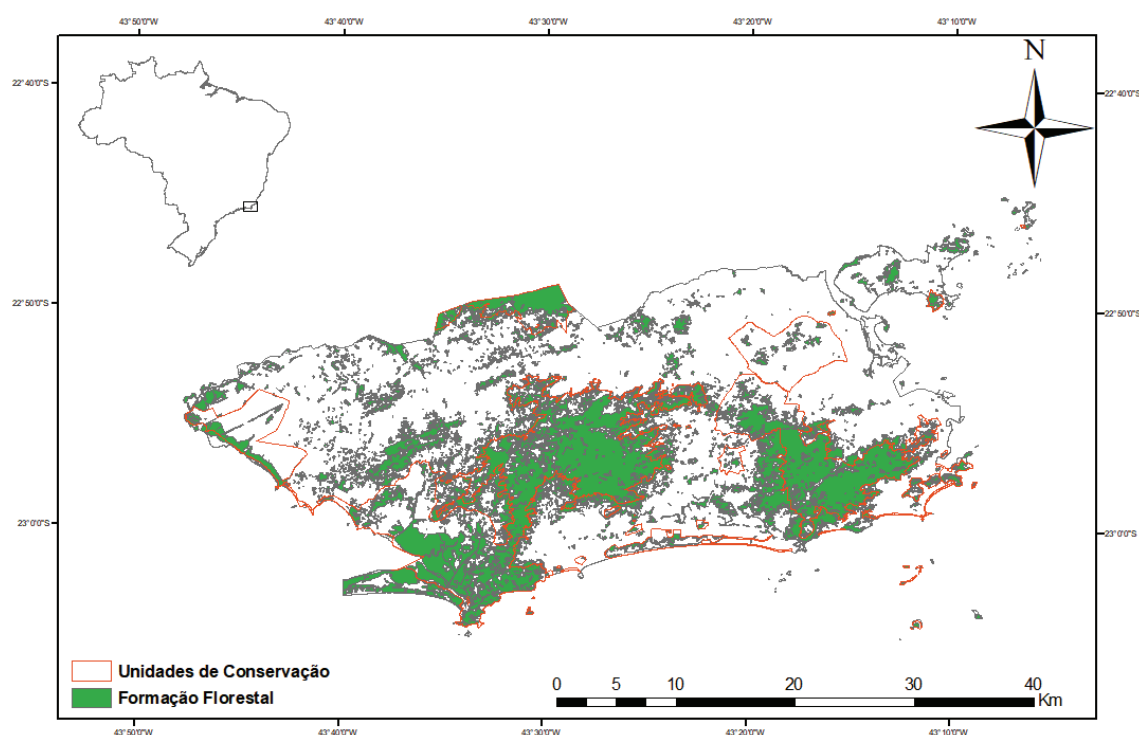 43°50'0"W 43°40'0"W 43°30'0"W 43°20'0"W 43°10'0"W
N
22°40'0"S 22°40'0"S
22°50'0"S 22°50'0"S
23°0'0"S 23°0'0"S
Unidades de Conservação
Formação Florestal
0 5 10 20 30 40
Km
43°50'0"W 43°40'0"W 43°30'0"W 43°20'0"W 43°10'0"W